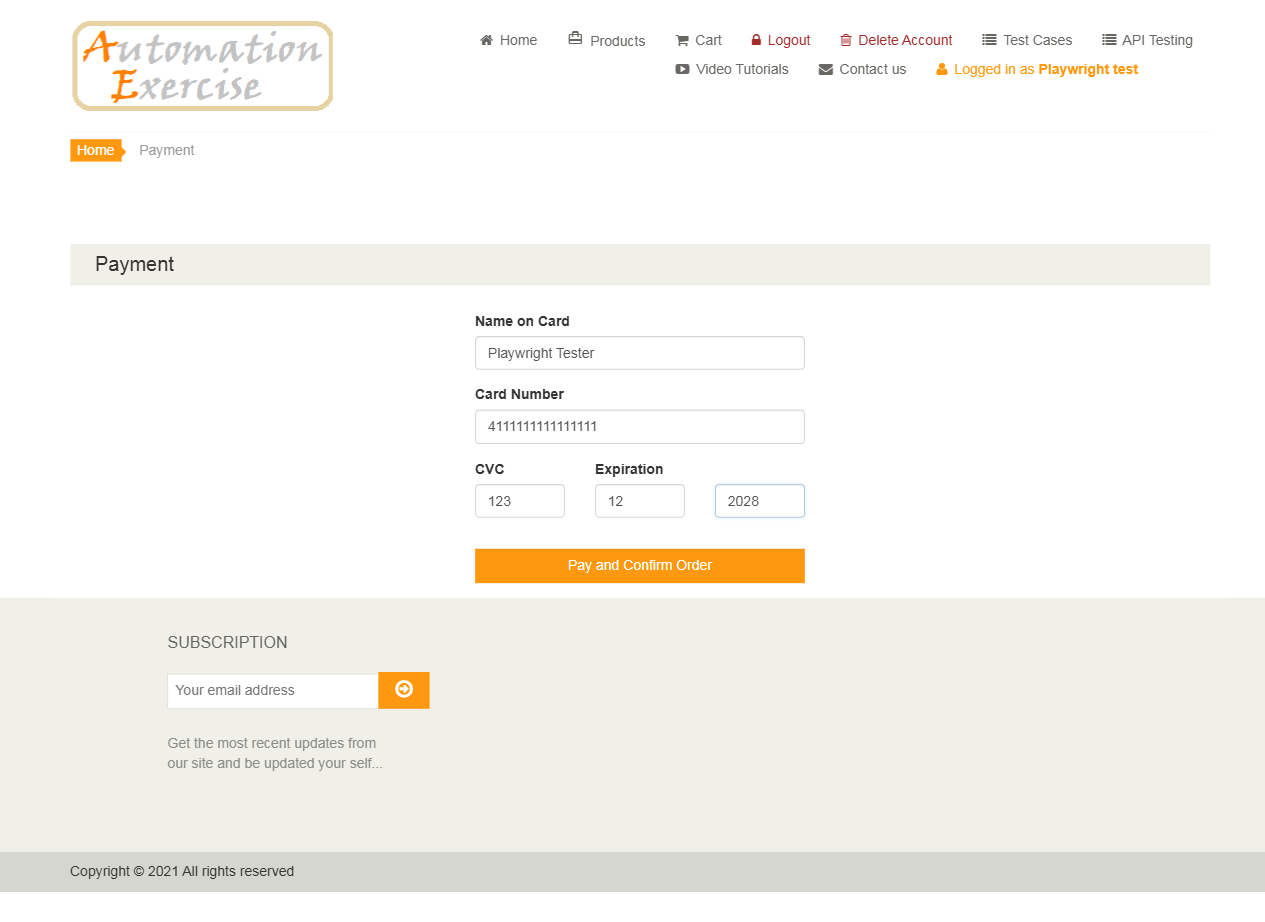 Automation
Exercise
Home Products Cart Logout Delete Account Test Cases API Testing
Video Tutorials Contact us Logged in as Playwright test
Home Payment
Payment
Name on Card
Playwright Tester
Card Number
4111111111111111
CVC Expiration
123 12 2028
Pay and Confirm Order
SUBSCRIPTION
Your email address
Get the most recent updates from
our site and be updated your self...
Copyright © 2021 All rights reserved